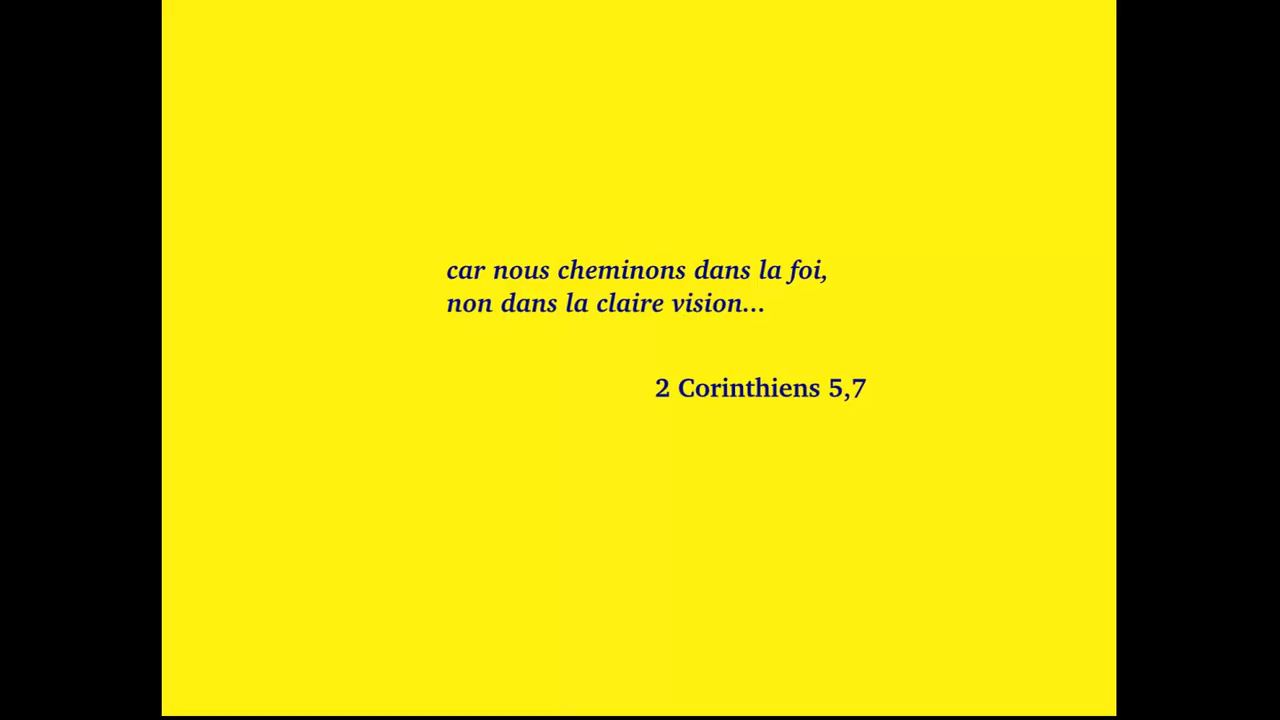 car nous cheminons dans la foi,
non dans la claire vision...
2 Corinthiens 5,7